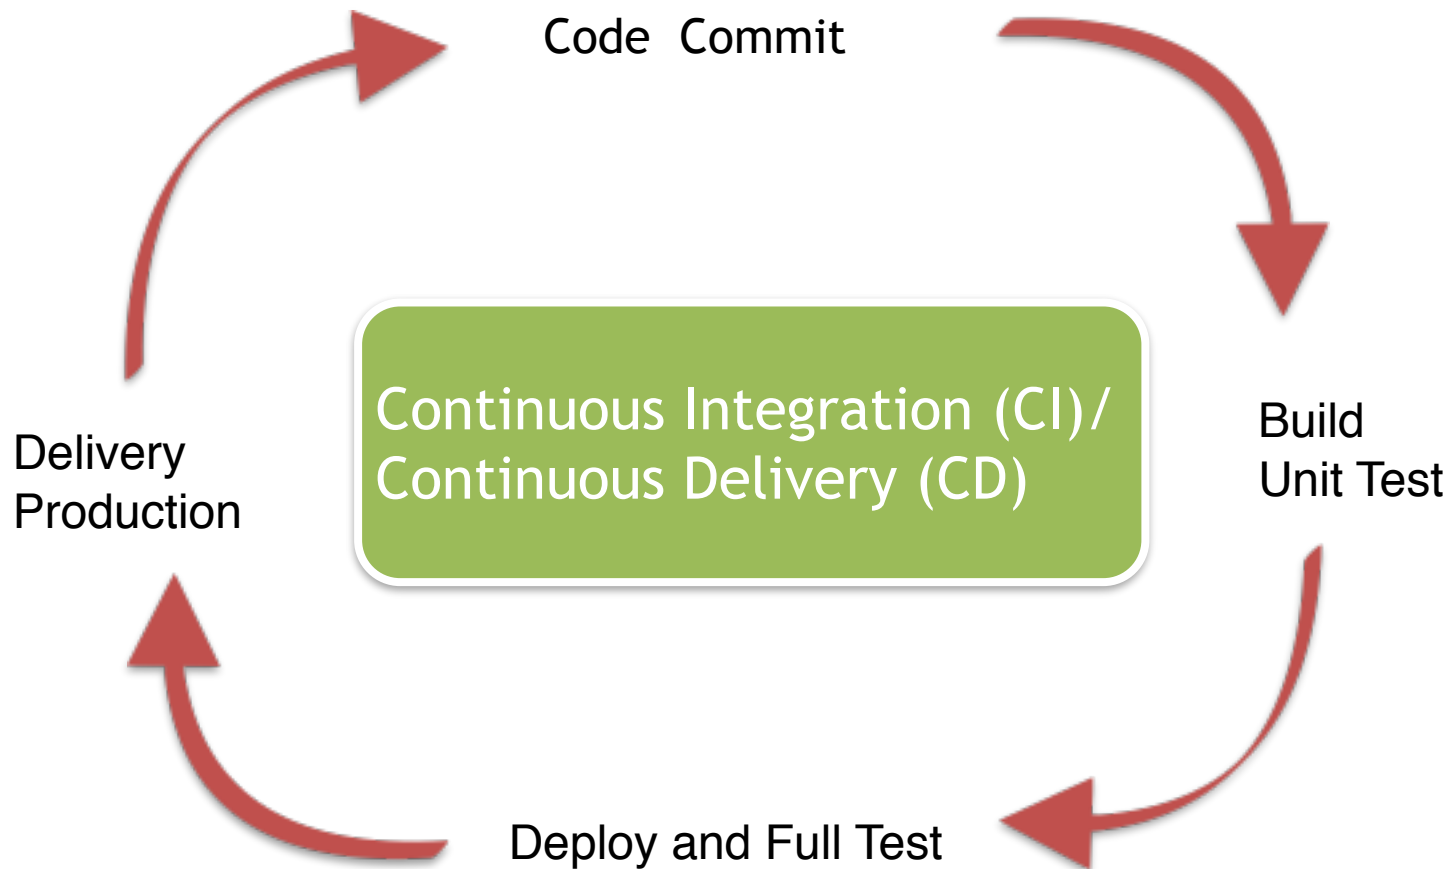 Code  Commit
Continuous Integration (CI)/
Continuous Delivery (CD)
Build
Unit Test
Delivery
Production
Deploy and Full Test